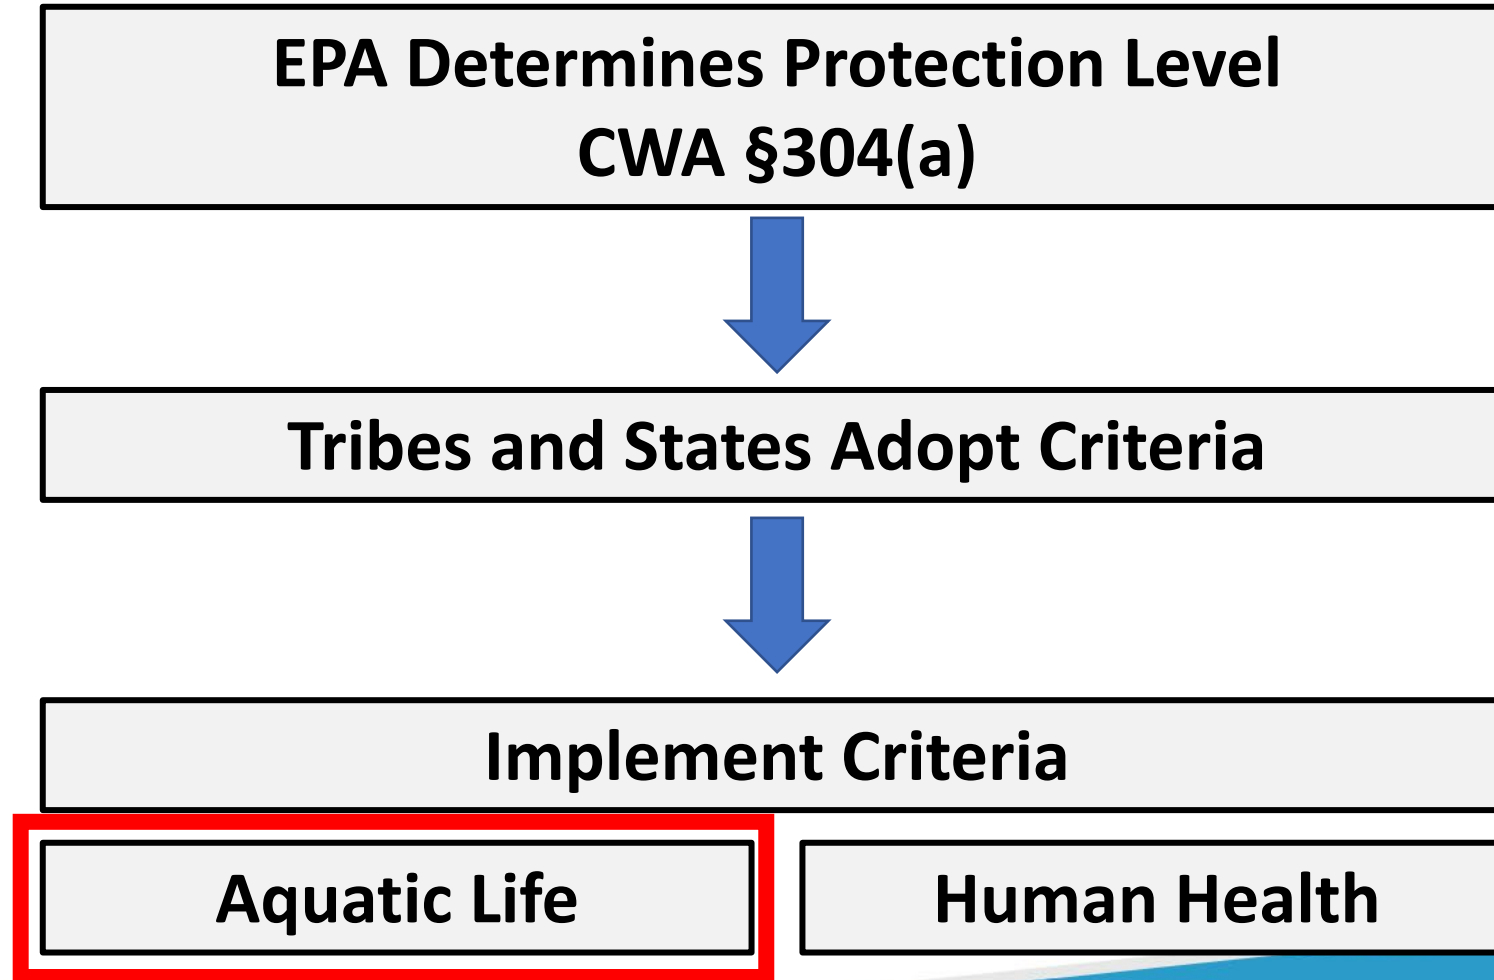 EPA Determines Protection Level
CWA §304(a)
Tribes and States Adopt Criteria
Implement Criteria
Aquatic Life
Human Health